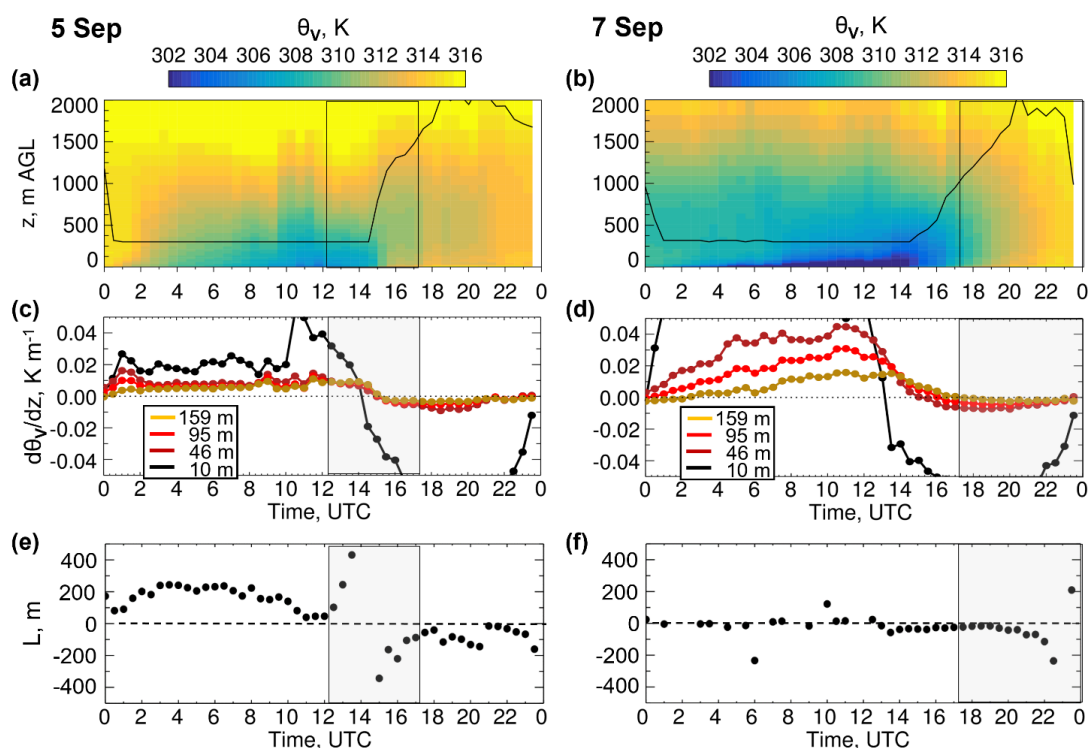 5 Sep
θv, K
7 Sep
θv, K
302 304 306 308 310 312 314 316
302 304 306 308 310 312 314 316
(a)
(b)
2000
1500
1000
500
0
z, m AGL
0 2 4 6 8 10 12 14 16 18 20 22 0
2000
1500
1000
500
0
0 2 4 6 8 10 12 14 16 18 20 22 0
(c)
(d)
0.04
0.02
0.00
-0.02
-0.04
dθv/dz, K m⁻¹
159 m
95 m
46 m
10 m
0 2 4 6 8 10 12 14 16 18 20 22 0
Time, UTC
0.04
0.02
0.00
-0.02
-0.04
159 m
95 m
46 m
10 m
0 2 4 6 8 10 12 14 16 18 20 22 0
Time, UTC
(e)
(f)
400
200
0
-200
-400
L, m
0 2 4 6 8 10 12 14 16 18 20 22 0
Time, UTC
400
200
0
-200
-400
0 2 4 6 8 10 12 14 16 18 20 22 0
Time, UTC